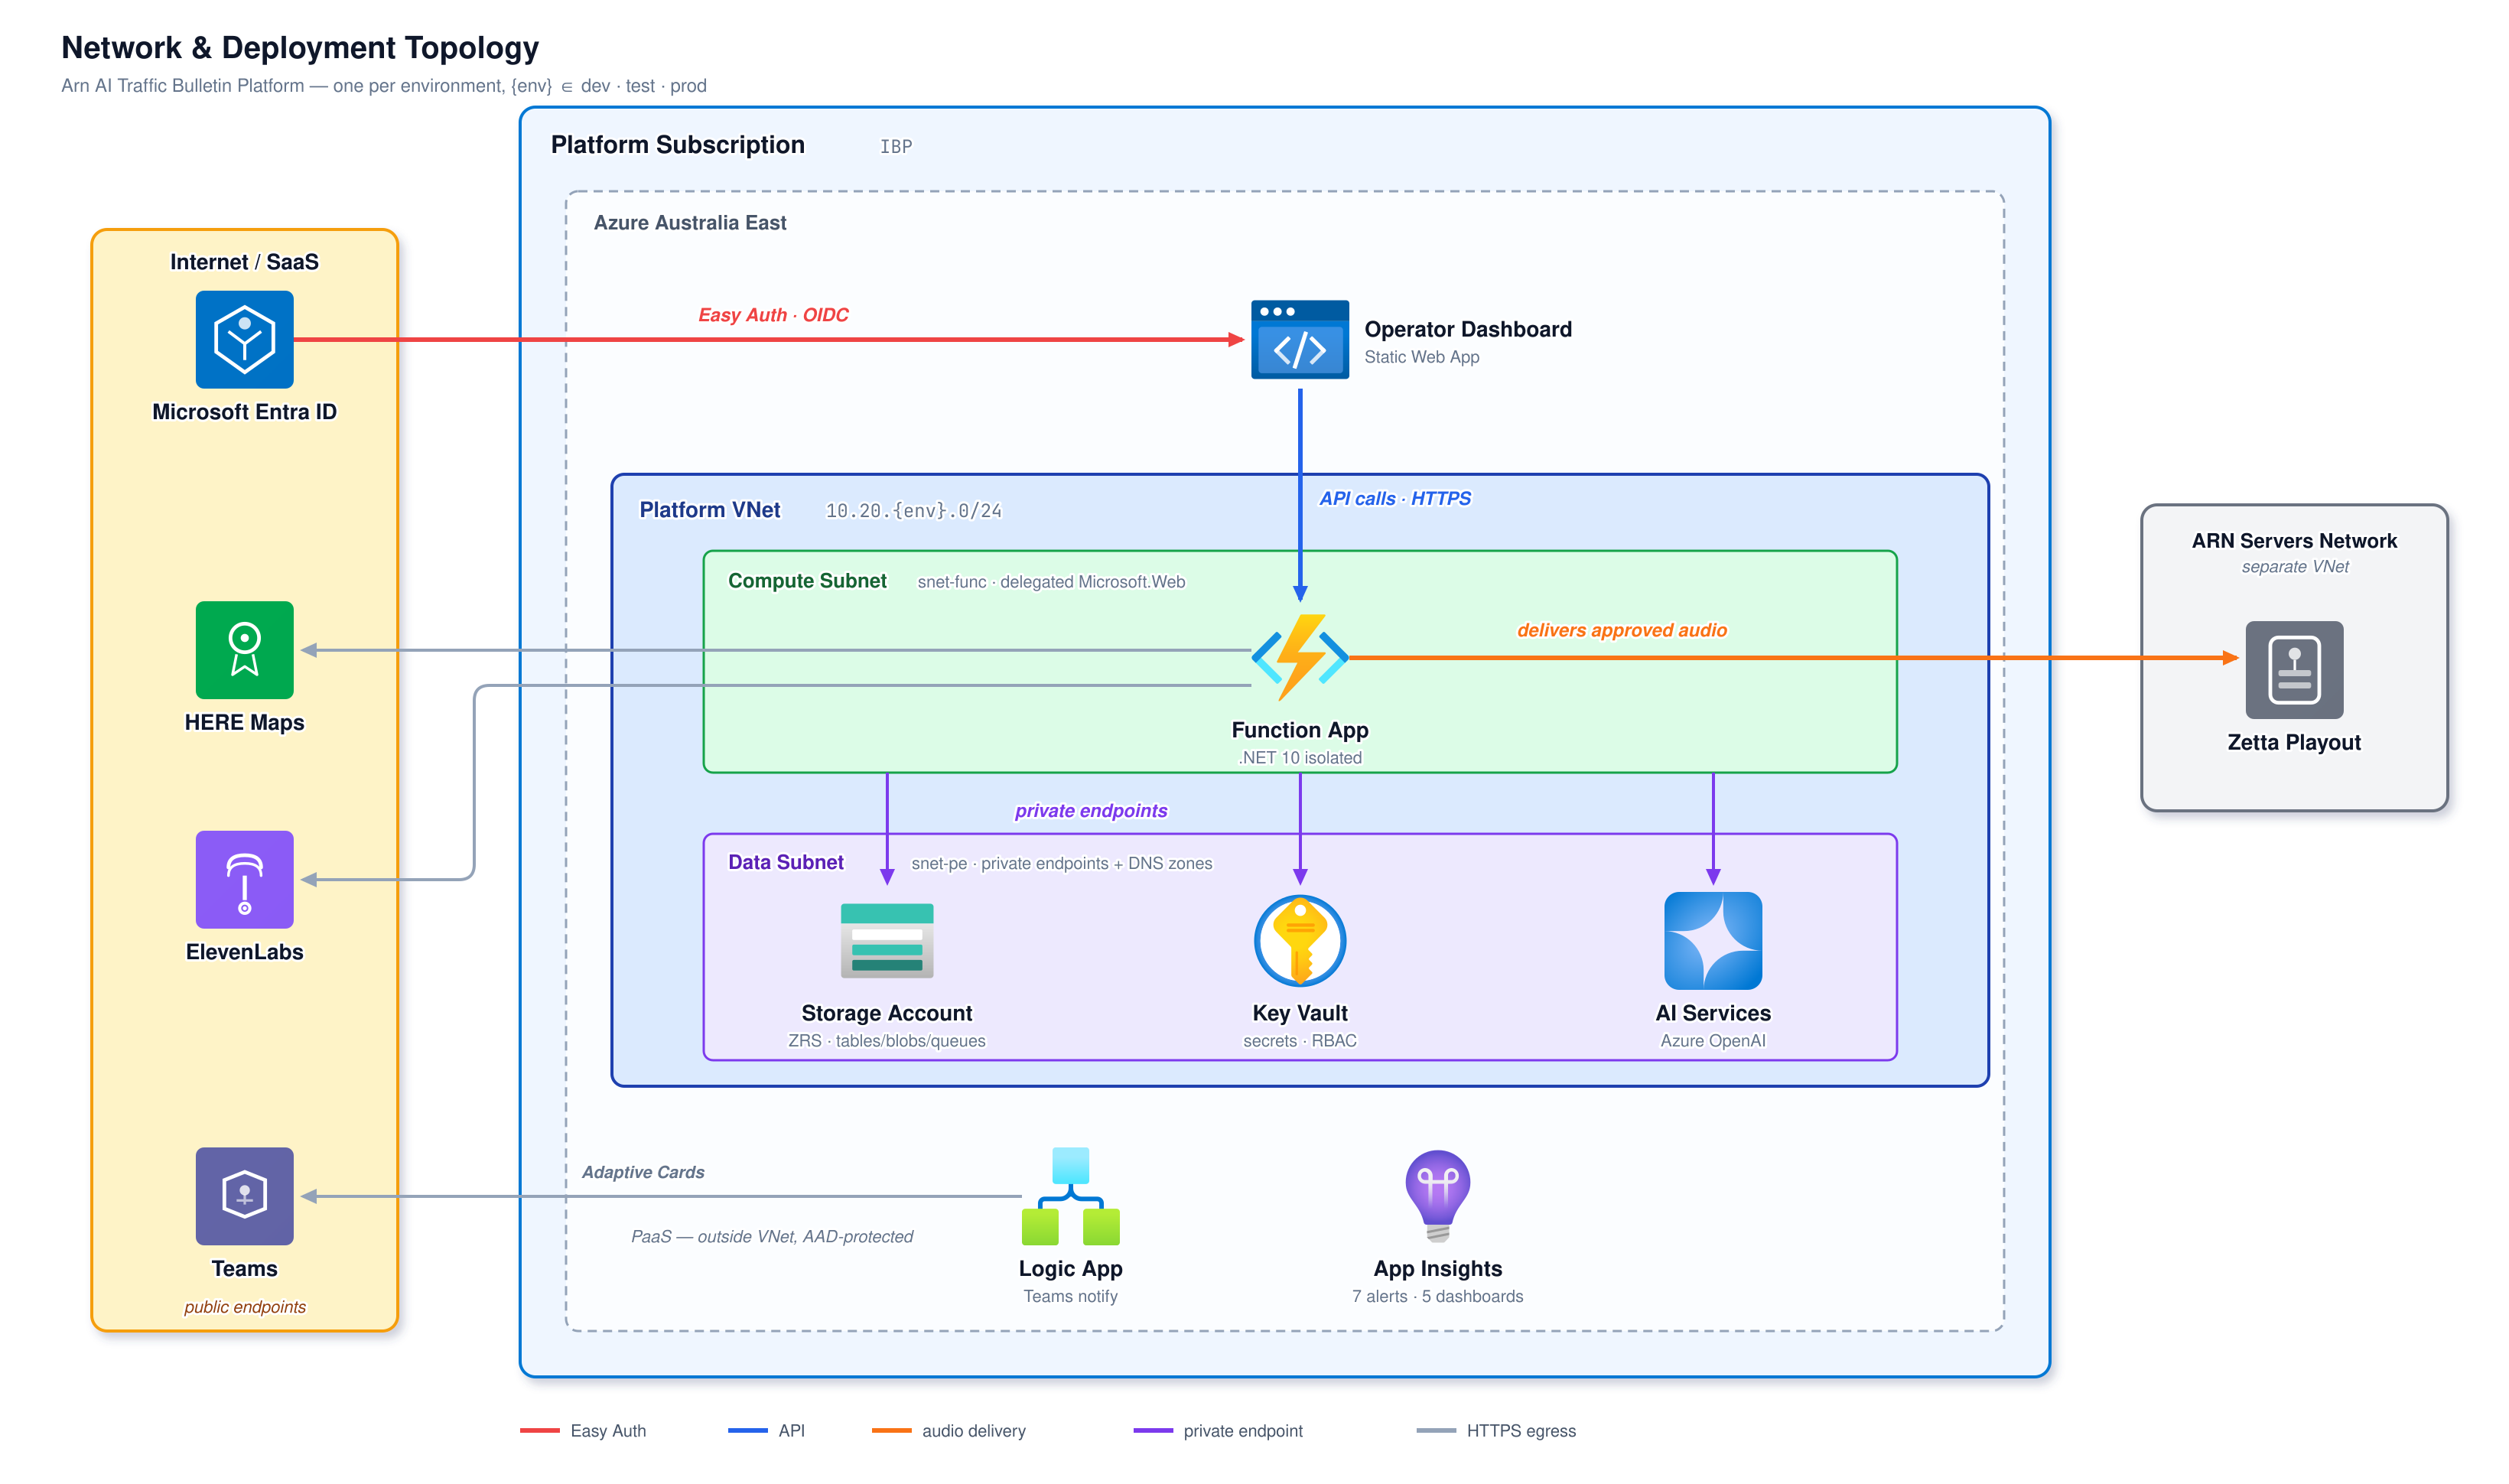 Network & Deployment Topology
Arn AI Traffic Bulletin Platform — one per environment, {env} ∈ dev · test · prod
Platform Subscription IBP
Azure Australia East
Internet / SaaS
Microsoft Entra ID
Easy Auth · OIDC
Operator Dashboard
Static Web App
Platform VNet 10.20.{env}.0/24
API calls · HTTPS
Compute Subnet snet-func · delegated Microsoft.Web
ARN Servers Network
separate VNet
delivers approved audio
HERE Maps
Function App
.NET 10 isolated
Zetta Playout
private endpoints
Data Subnet snet-pe · private endpoints + DNS zones
ElevenLabs
Storage Account
ZRS · tables/blobs/queues
Key Vault
secrets · RBAC
AI Services
Azure OpenAI
Adaptive Cards
PaaS — outside VNet, AAD-protected
Teams
public endpoints
Logic App
Teams notify
App Insights
7 alerts · 5 dashboards
Easy Auth
API
audio delivery
private endpoint
HTTPS egress